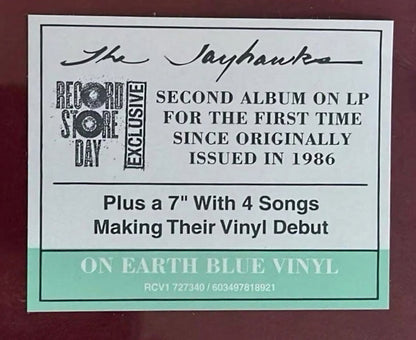 The Jayhawks
RECORD
STORE
DAY
EXCLUSIVE
SECOND ALBUM ON LP
FOR THE FIRST TIME
SINCE ORIGINALLY
ISSUED IN 1986
Plus a 7" With 4 Songs
Making Their Vinyl Debut
ON EARTH BLUE VINYL
RCV1 727340 / 603497818921